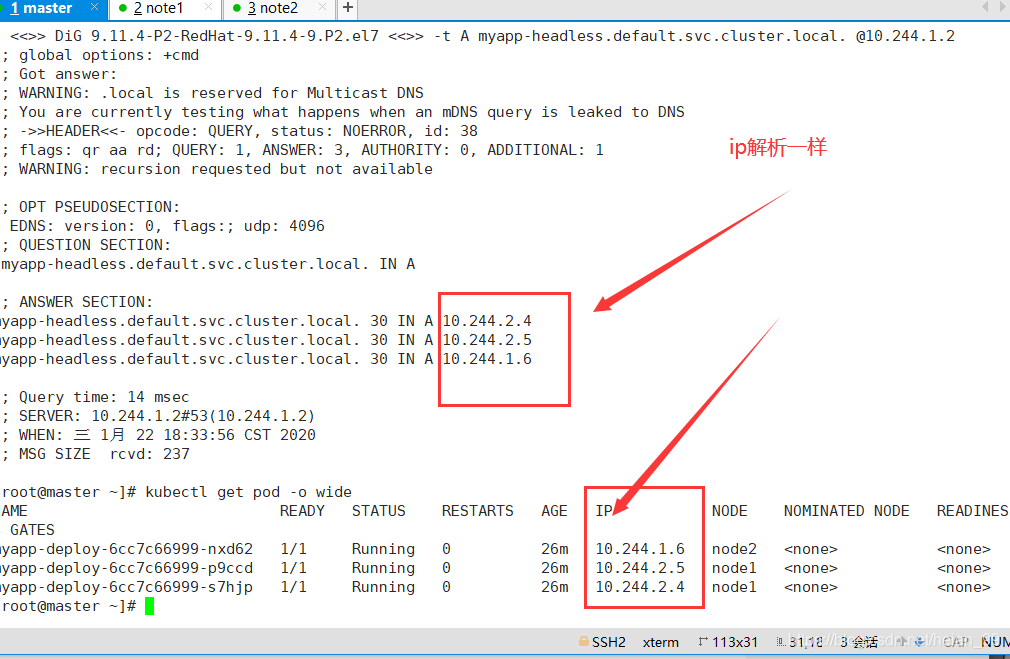 1 master × 2 note1 × 3 note2 × +
<<>> DiG 9.11.4-P2-RedHat-9.11.4-9.P2.el7 <<>> -t A myapp-headless.default.svc.cluster.local. @10.244.1.2
; global options: +cmd
; Got answer:
; WARNING: .local is reserved for Multicast DNS
; You are currently testing what happens when an mDNS query is leaked to DNS
; ->>HEADER<<- opcode: QUERY, status: NOERROR, id: 38
; flags: qr aa rd; QUERY: 1, ANSWER: 3, AUTHORITY: 0, ADDITIONAL: 1
ip解析一样
; WARNING: recursion requested but not available
; OPT PSEUDOSECTION:
EDNS: version: 0, flags:; udp: 4096
; QUESTION SECTION:
myapp-headless.default.svc.cluster.local. IN A
; ANSWER SECTION:
yapp-headless.default.svc.cluster.local. 30 IN A 10.244.2.4
yapp-headless.default.svc.cluster.local. 30 IN A 10.244.2.5
yapp-headless.default.svc.cluster.local. 30 IN A 10.244.1.6
; Query time: 14 msec
; SERVER: 10.244.1.2#53(10.244.1.2)
; WHEN: 三 1月 22 18:33:56 CST 2020
; MSG SIZE rcvd: 237
root@master ~]# kubectl get pod -o wide
AME READY STATUS RESTARTS AGE IP NODE NOMINATED NODE READINES
GATES
yapp-deploy-6cc7c66999-nxd62 1/1 Running 0 26m 10.244.1.6 node2 <none> <none>
yapp-deploy-6cc7c66999-p9ccd 1/1 Running 0 26m 10.244.2.5 node1 <none> <none>
yapp-deploy-6cc7c66999-s7hjp 1/1 Running 0 26m 10.244.2.4 node1 <none> <none>
root@master ~]#
SSH2 xterm 113x31 31,18 3 会话 CAP NUM